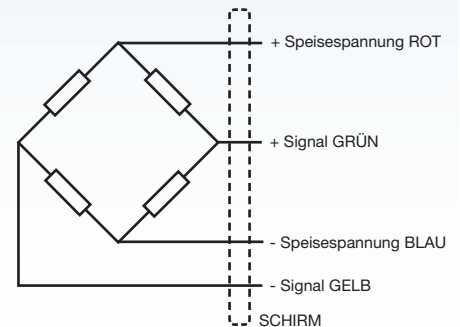 + Speisespannung ROT
+ Signal GRÜN
- Speisespannung BLAU
- Signal GELB
SCHIRM